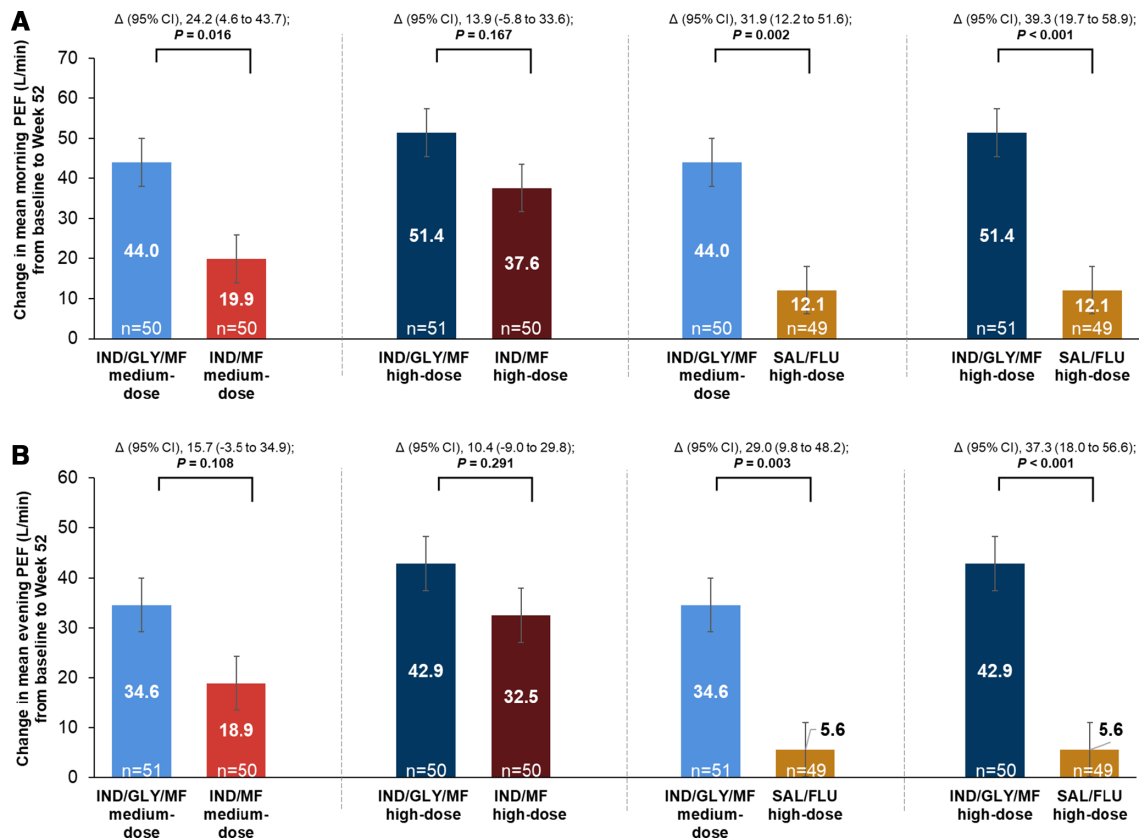 A
Δ (95% CI), 24.2 (4.6 to 43.7);
P = 0.016
Δ (95% CI), 13.9 (-5.8 to 33.6);
P = 0.167
Δ (95% CI), 31.9 (12.2 to 51.6);
P = 0.002
Δ (95% CI), 39.3 (19.7 to 58.9);
P < 0.001
Change in mean morning PEF (L/min)
from baseline to Week 52
70
60
50
40
30
20
10
0
44.0
n=50
19.9
n=50
51.4
n=51
37.6
n=50
44.0
n=50
12.1
n=49
51.4
n=51
12.1
n=49
IND/GLY/MF
medium-
dose
IND/MF
medium-
dose
IND/GLY/MF
high-dose
IND/MF
high-dose
IND/GLY/MF
medium-
dose
SAL/FLU
high-dose
IND/GLY/MF
high-dose
SAL/FLU
high-dose
B
Δ (95% CI), 15.7 (-3.5 to 34.9);
P = 0.108
Δ (95% CI), 10.4 (-9.0 to 29.8);
P = 0.291
Δ (95% CI), 29.0 (9.8 to 48.2);
P = 0.003
Δ (95% CI), 37.3 (18.0 to 56.6);
P < 0.001
Change in mean evening PEF (L/min)
from baseline to Week 52
60
50
40
30
20
10
0
34.6
n=51
18.9
n=50
42.9
n=50
32.5
n=50
34.6
n=51
5.6
n=49
42.9
n=50
5.6
n=49
IND/GLY/MF
medium-
dose
IND/MF
medium-
dose
IND/GLY/MF
high-dose
IND/MF
high-dose
IND/GLY/MF
medium-
dose
SAL/FLU
high-dose
IND/GLY/MF
high-dose
SAL/FLU
high-dose